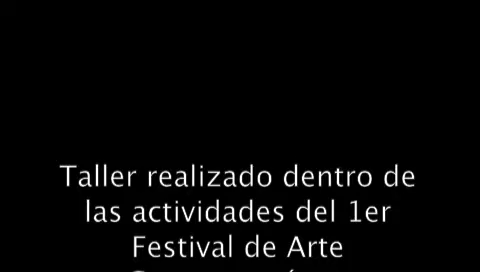 Taller realizado dentro de
las actividades del 1er
Festival de Arte